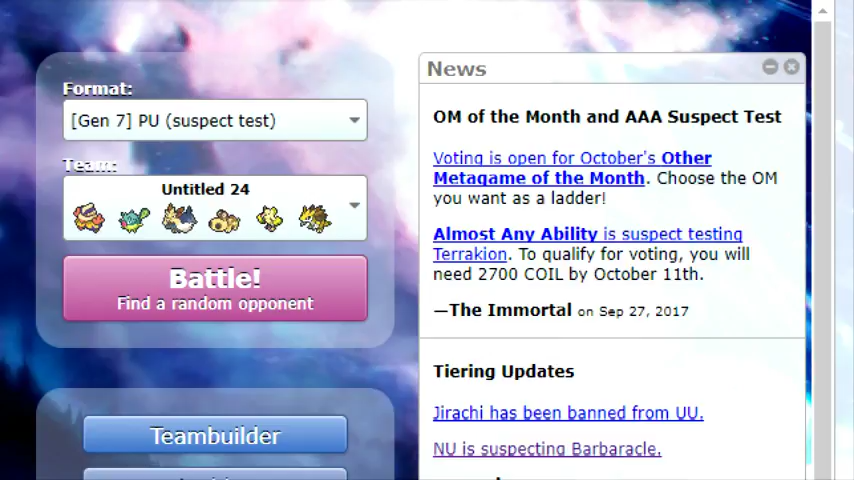 Format:
[Gen 7] PU (suspect test)
Team:
Untitled 24
Battle!
Find a random opponent
Teambuilder
News
OM of the Month and AAA Suspect Test
Voting is open for October's Other
Metagame of the Month. Choose the OM
you want as a ladder!
Almost Any Ability is suspect testing
Terrakion. To qualify for voting, you will
need 2700 COIL by October 11th.
—The Immortal on Sep 27, 2017
Tiering Updates
Jirachi has been banned from UU.
NU is suspecting Barbaracle.